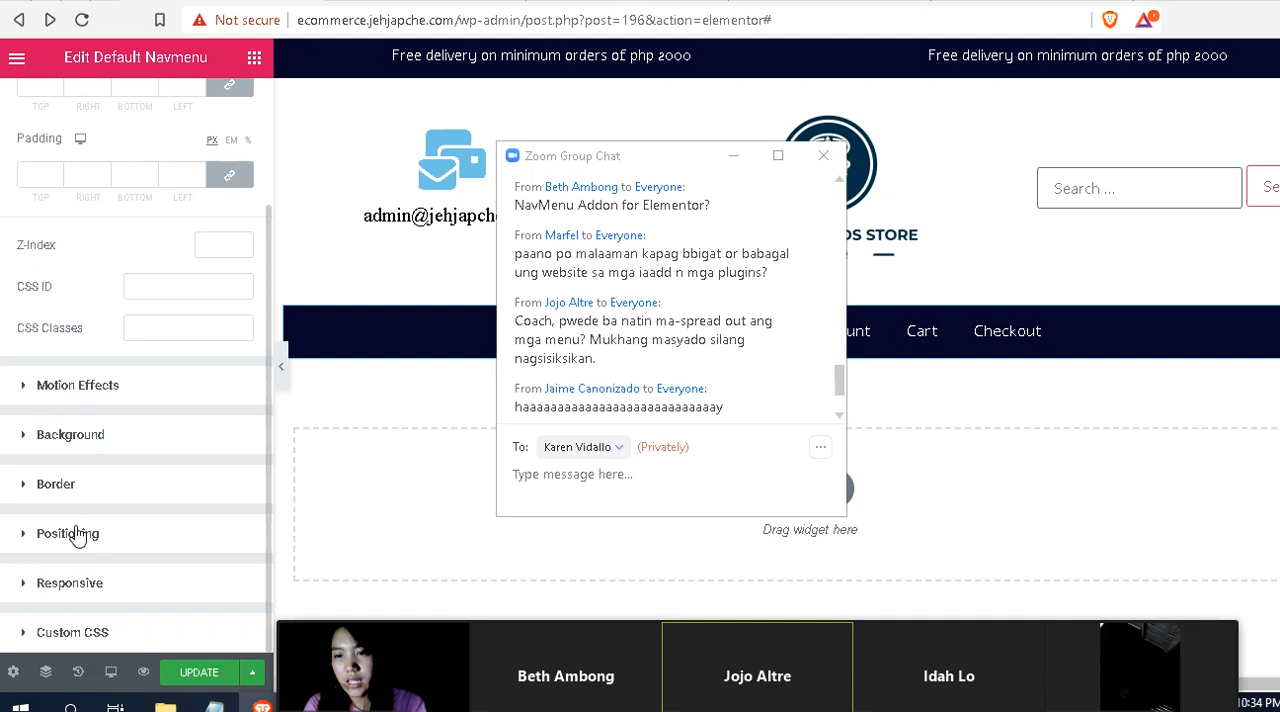 Not secure
ecommerce.jehjapche.com/wp-admin/post.php?post=196&action=elementor#
Edit Default Navmenu
Free delivery on minimum orders of php 2000
Free delivery on minimum orders of php 2000
TOP RIGHT BOTTOM LEFT
Padding
PX EM %
TOP RIGHT BOTTOM LEFT
Z-Index
CSS ID
CSS Classes
Motion Effects
Background
Border
Positioning
Responsive
Custom CSS
UPDATE
admin@jehjapche
STORE
Search ...
Se
Cart
Checkout
Zoom Group Chat
From Beth Ambong to Everyone:
NavMenu Addon for Elementor?
From Marfel to Everyone:
paano po malaaman kapag bbigat or babagal
ung website sa mga iaadd n mga plugins?
From Jojo Altre to Everyone:
Coach, pwede ba natin ma-spread out ang
mga menu? Mukhang masyado silang
nagsisiksikan.
From Jaime Canonizado to Everyone:
haaaaaaaaaaaaaaaaaaaaaaaaaaaay
To: Karen Vidallo (Privately)
Type message here...
Drag widget here
Beth Ambong
Jojo Altre
Idah Lo
10:34 PM